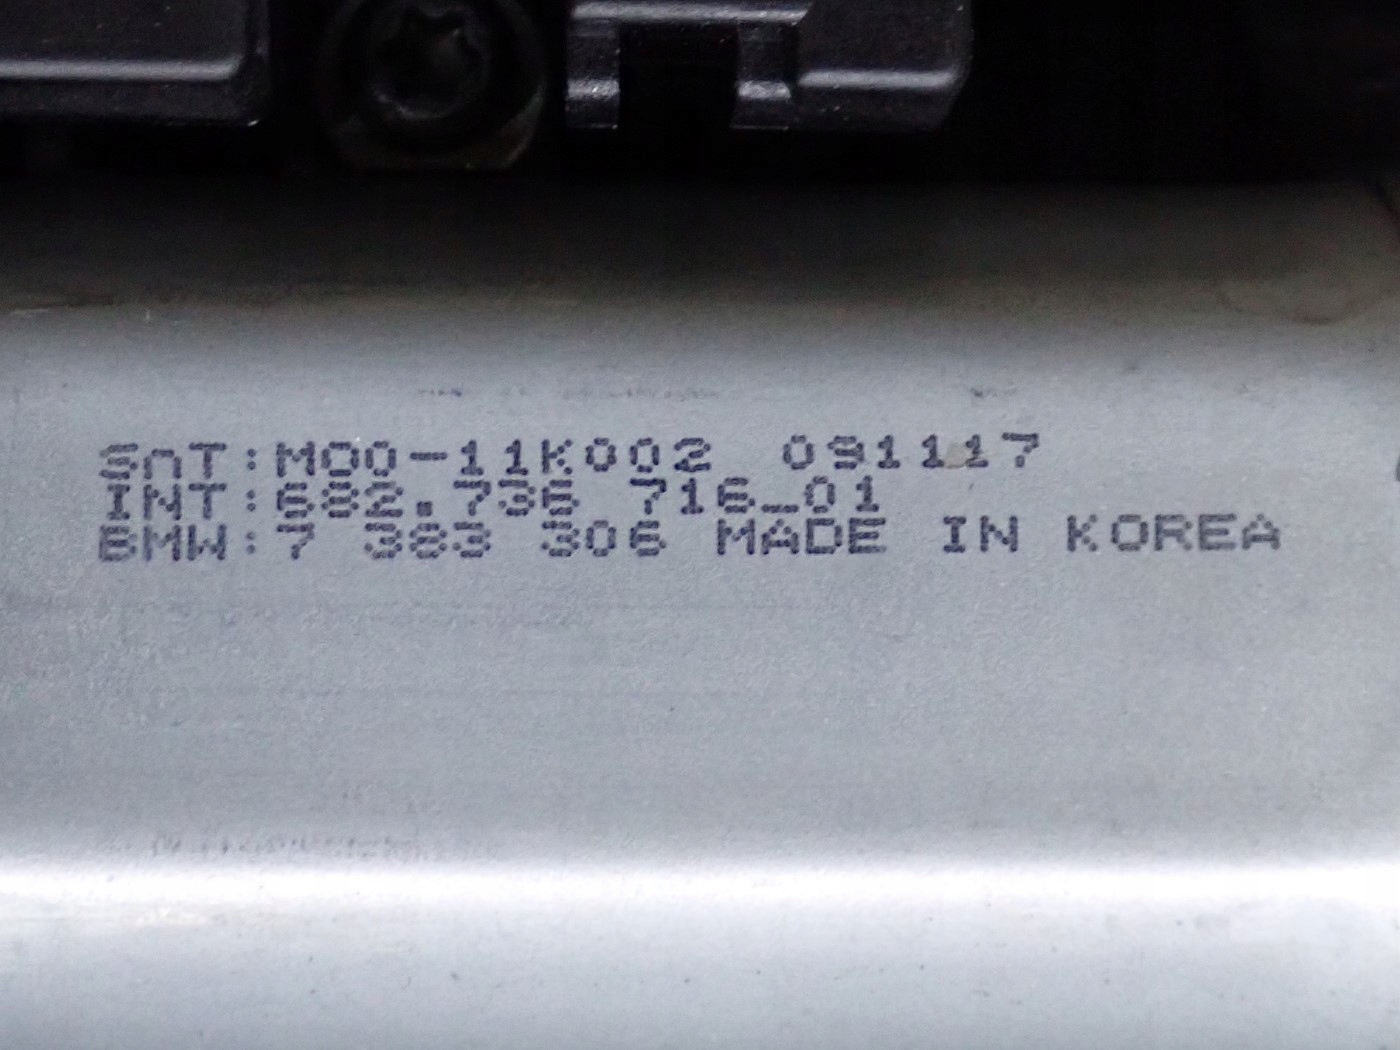 SnT:M00-11K002 091117
INT:682.736 716_01
BMW:7 383 306 MADE IN KOREA